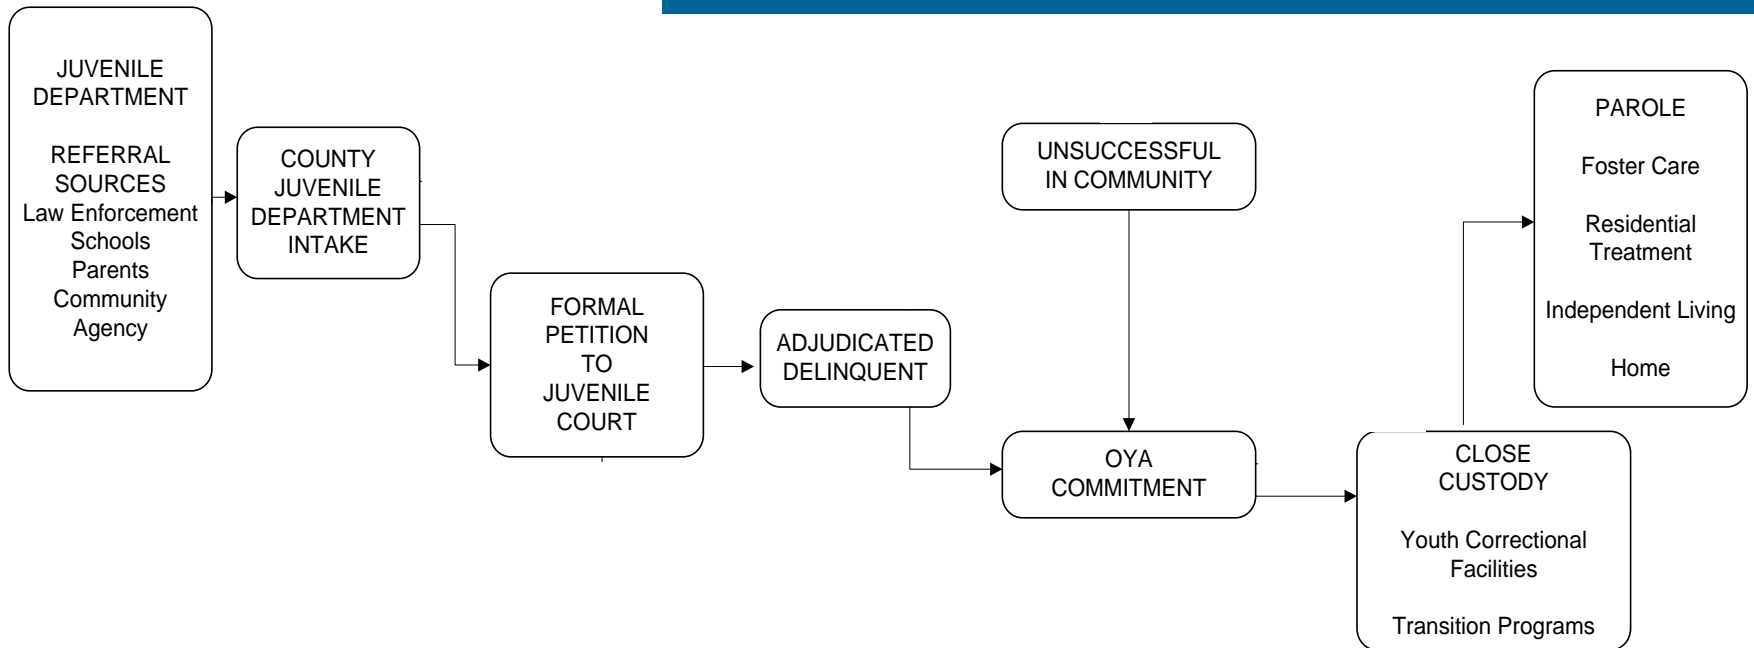 JUVENILE
DEPARTMENT
REFERRAL
SOURCES
Law Enforcement
Schools
Parents
Community
Agency
COUNTY
JUVENILE
DEPARTMENT
INTAKE
FORMAL
PETITION
TO
JUVENILE
COURT
ADJUDICATED
DELINQUENT
UNSUCCESSFUL
IN COMMUNITY
OYA
COMMITMENT
CLOSE
CUSTODY
Youth Correctional
Facilities
Transition Programs
PAROLE
Foster Care
Residential
Treatment
Independent Living
Home